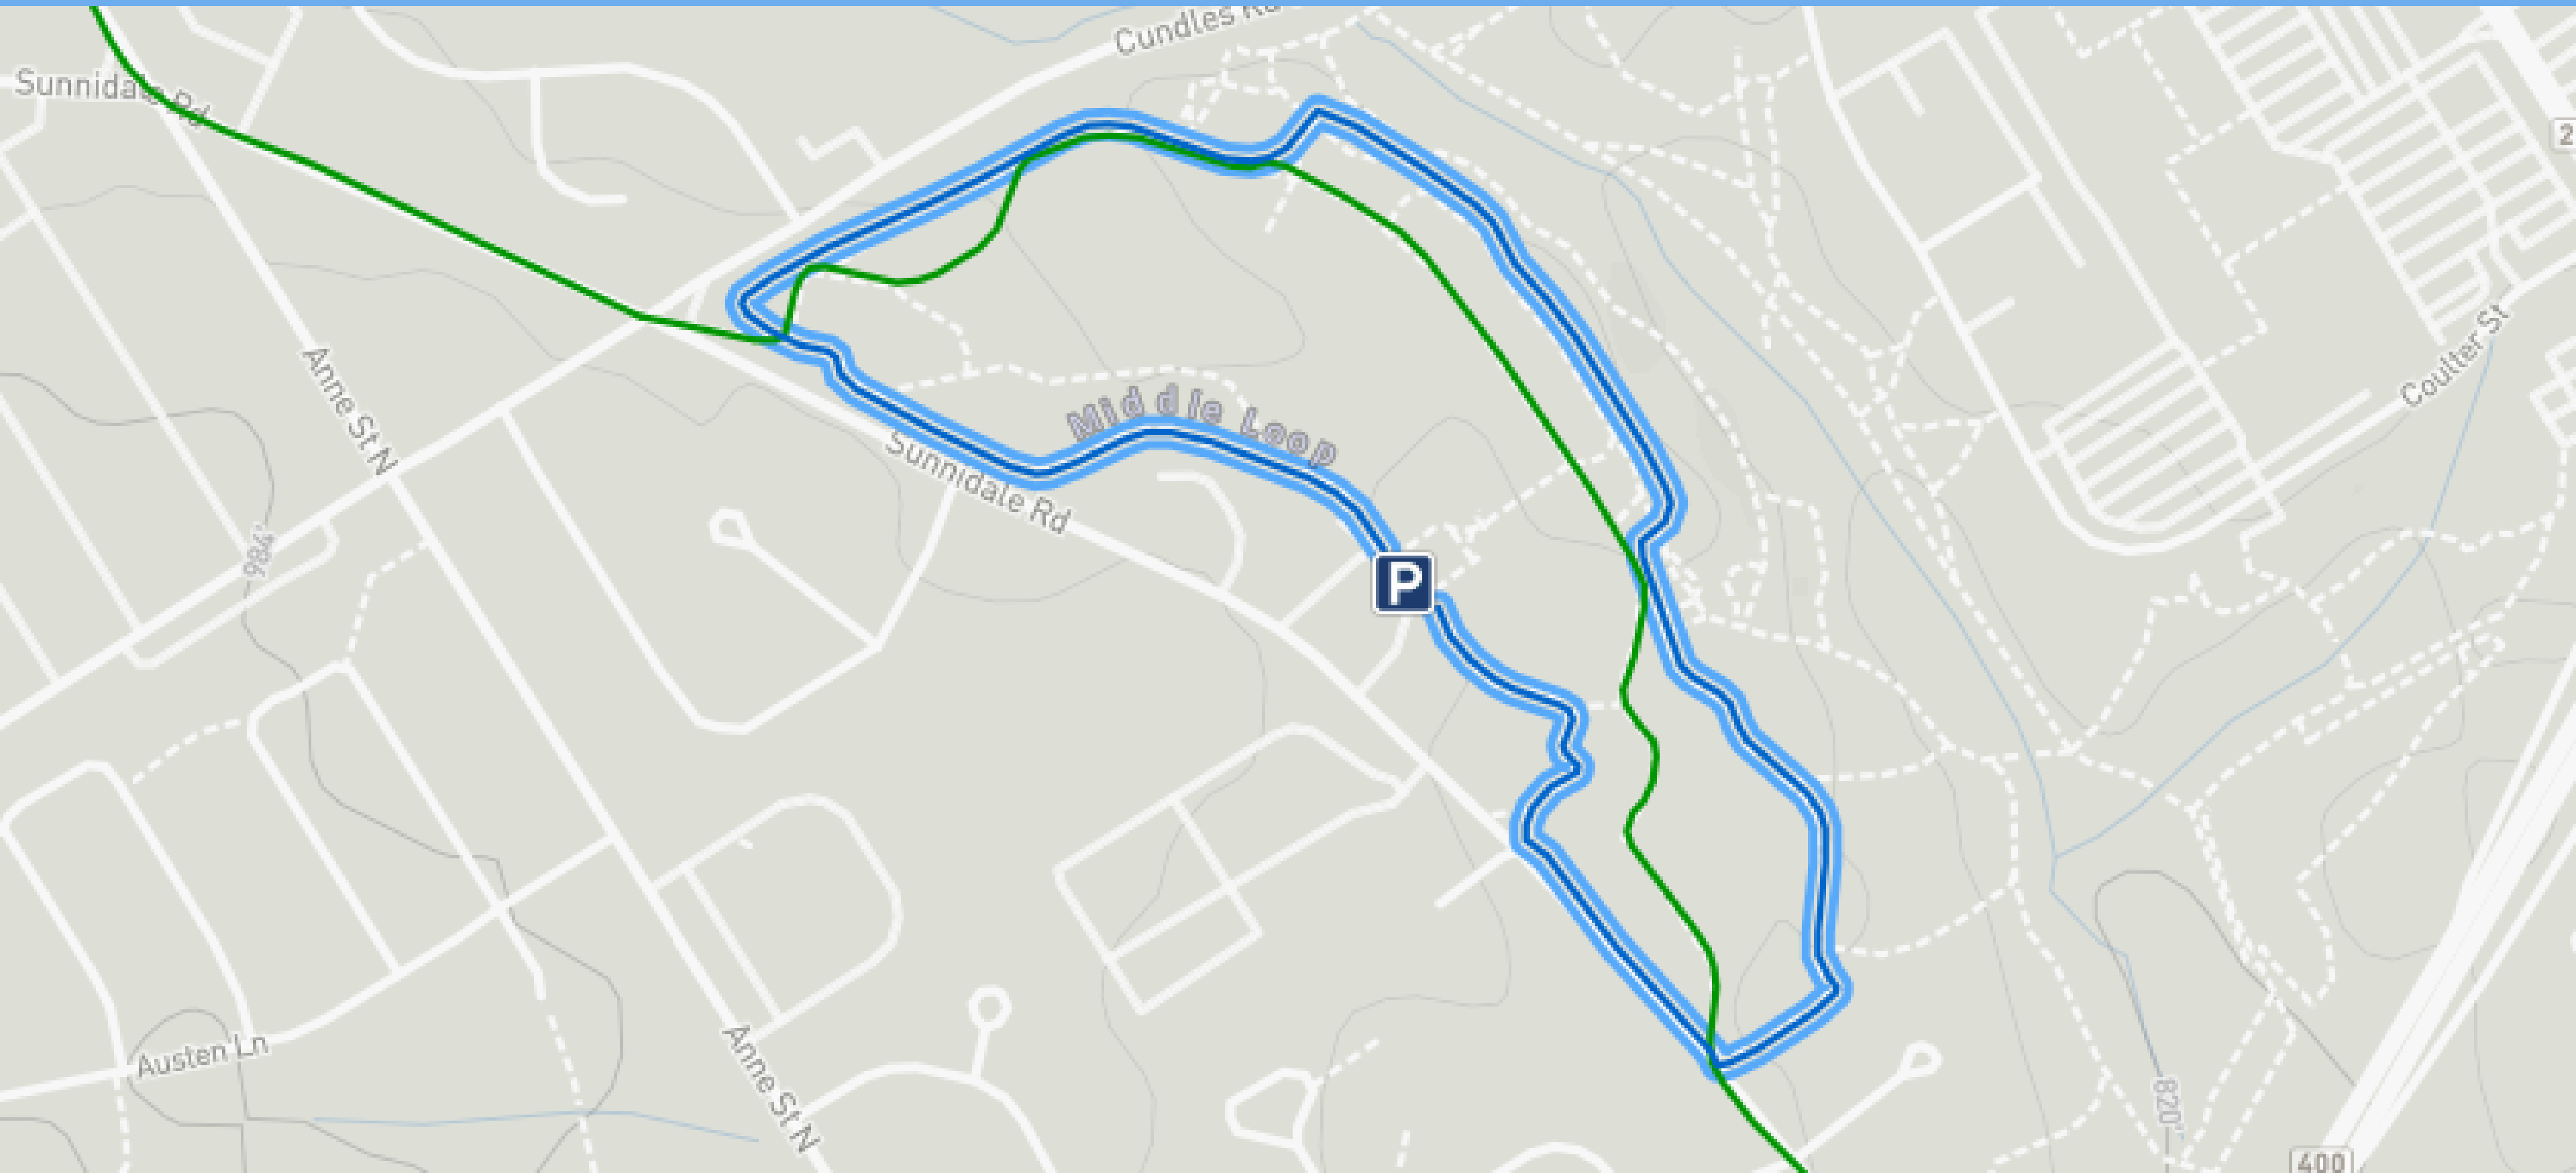 Cundles Rd
Sunnidale Rd
2
Coulter St
Anne St N
Middle Loop
Sunnidale Rd
984'
P
Austen Ln
Anne St N
820'
400